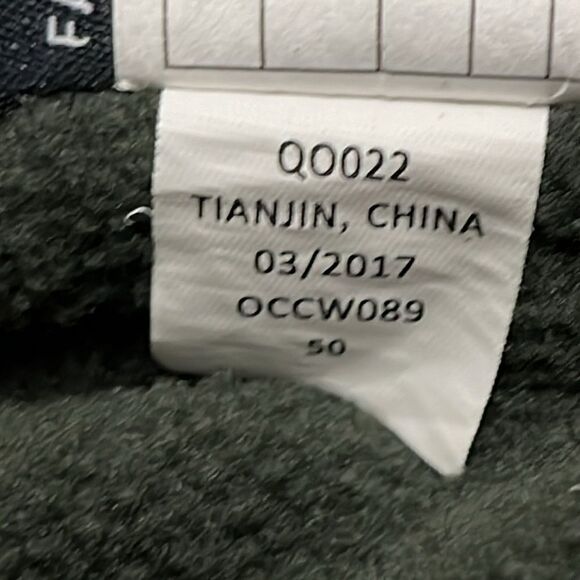 QO022
TIANJIN, CHINA
03/2017
OCCW089
50